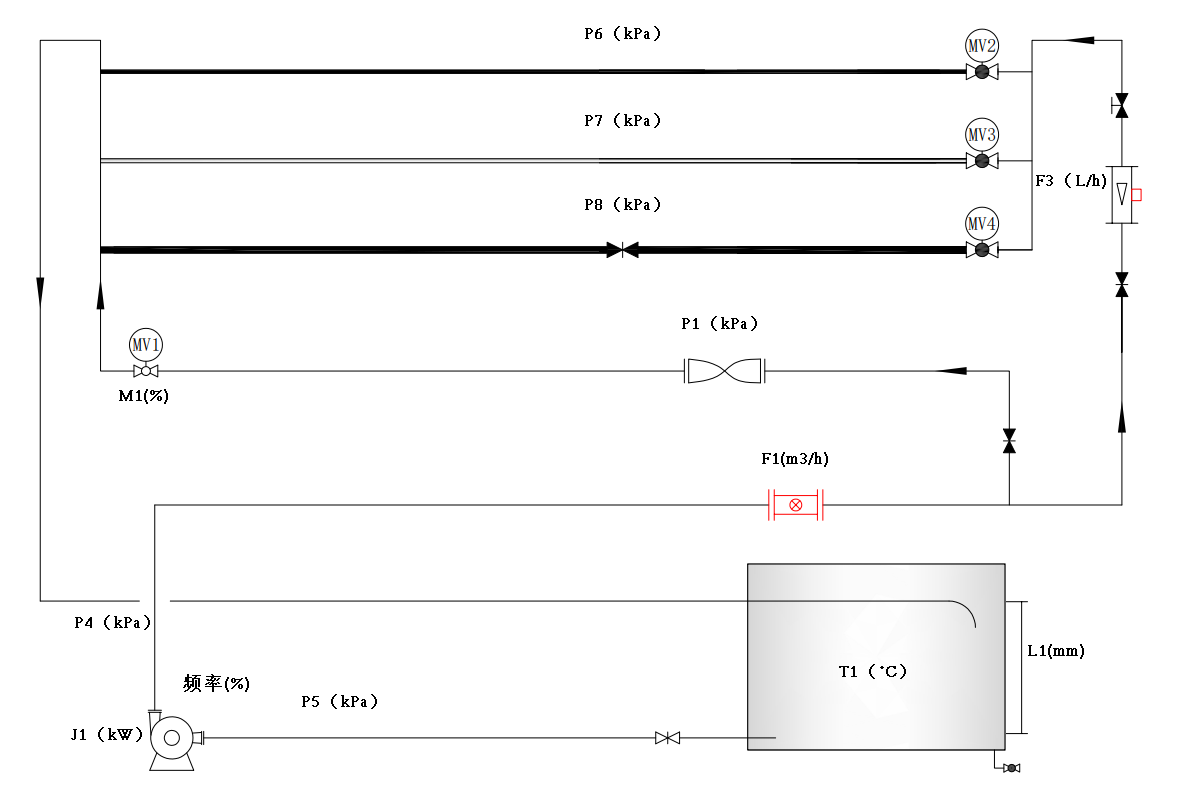 P6（kPa）
MV2
P7（kPa）
MV3
F3（L/h)
P8（kPa）
MV4
P1（kPa）
MV1
M1(%)
F1(m3/h)
P4（kPa）
L1(mm)
T1（℃）
频率(%)
P5（kPa）
J1（kW）